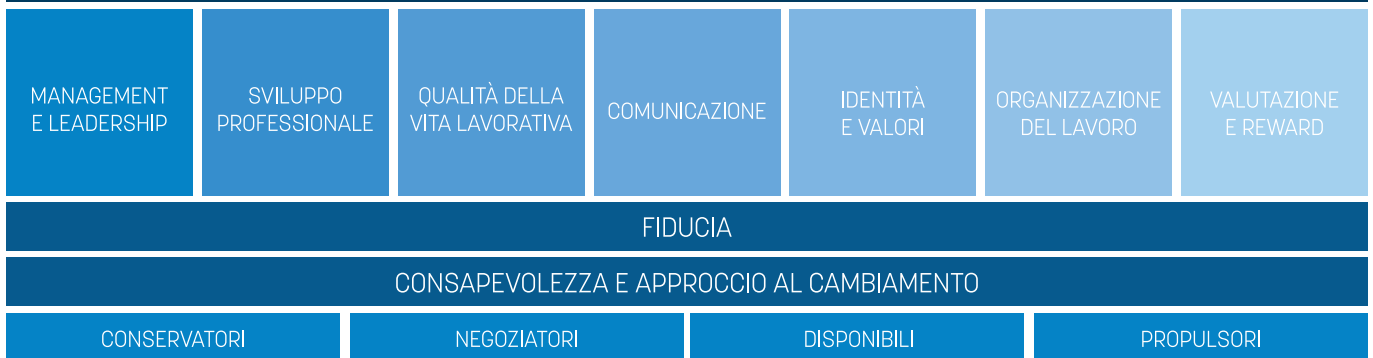 MANAGEMENT
E LEADERSHIP
SVILUPPO
PROFESSIONALE
QUALITÀ DELLA
VITA LAVORATIVA
COMUNICAZIONE
IDENTITÀ
E VALORI
ORGANIZZAZIONE
DEL LAVORO
VALUTAZIONE
E REWARD
FIDUCIA
CONSAPEVOLEZZA E APPROCCIO AL CAMBIAMENTO
CONSERVATORI
NEGOZIATORI
DISPONIBILI
PROPULSORI